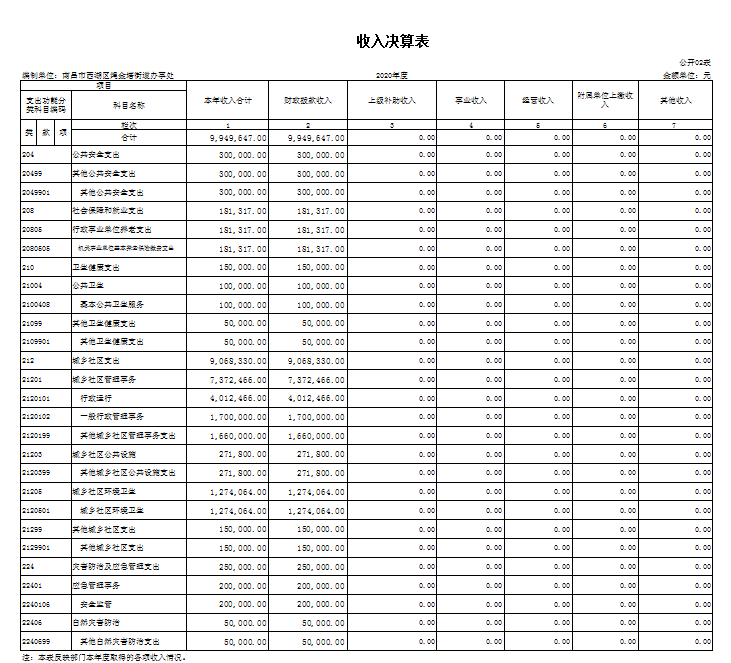 收入决算表
公开02表
编制单位：南昌市西湖区绳金塔街道办事处 2020年度 金额单位：元
项目 本年收入合计 财政拨款收入 上级补助收入 事业收入 经营收入 附属单位上缴收入 其他收入
支出功能分类科目编码 科目名称
类 款 项 栏次 1 2 3 4 5 6 7
合计 9,949,647.00 9,949,647.00 0.00 0.00 0.00 0.00 0.00
204 公共安全支出 300,000.00 300,000.00 0.00 0.00 0.00 0.00 0.00
20499 其他公共安全支出 300,000.00 300,000.00 0.00 0.00 0.00 0.00 0.00
2049901 其他公共安全支出 300,000.00 300,000.00 0.00 0.00 0.00 0.00 0.00
208 社会保障和就业支出 181,317.00 181,317.00 0.00 0.00 0.00 0.00 0.00
20805 行政事业单位养老支出 181,317.00 181,317.00 0.00 0.00 0.00 0.00 0.00
2080505 机关事业单位基本养老保险缴费支出 181,317.00 181,317.00 0.00 0.00 0.00 0.00 0.00
210 卫生健康支出 150,000.00 150,000.00 0.00 0.00 0.00 0.00 0.00
21004 公共卫生 100,000.00 100,000.00 0.00 0.00 0.00 0.00 0.00
2100408 基本公共卫生服务 100,000.00 100,000.00 0.00 0.00 0.00 0.00 0.00
21099 其他卫生健康支出 50,000.00 50,000.00 0.00 0.00 0.00 0.00 0.00
2109901 其他卫生健康支出 50,000.00 50,000.00 0.00 0.00 0.00 0.00 0.00
212 城乡社区支出 9,068,330.00 9,068,330.00 0.00 0.00 0.00 0.00 0.00
21201 城乡社区管理事务 7,372,466.00 7,372,466.00 0.00 0.00 0.00 0.00 0.00
2120101 行政运行 4,012,466.00 4,012,466.00 0.00 0.00 0.00 0.00 0.00
2120102 一般行政管理事务 1,700,000.00 1,700,000.00 0.00 0.00 0.00 0.00 0.00
2120199 其他城乡社区管理事务支出 1,660,000.00 1,660,000.00 0.00 0.00 0.00 0.00 0.00
21203 城乡社区公共设施 271,800.00 271,800.00 0.00 0.00 0.00 0.00 0.00
2120399 其他城乡社区公共设施支出 271,800.00 271,800.00 0.00 0.00 0.00 0.00 0.00
21205 城乡社区环境卫生 1,274,064.00 1,274,064.00 0.00 0.00 0.00 0.00 0.00
2120501 城乡社区环境卫生 1,274,064.00 1,274,064.00 0.00 0.00 0.00 0.00 0.00
21299 其他城乡社区支出 150,000.00 150,000.00 0.00 0.00 0.00 0.00 0.00
2129901 其他城乡社区支出 150,000.00 150,000.00 0.00 0.00 0.00 0.00 0.00
224 灾害防治及应急管理支出 250,000.00 250,000.00 0.00 0.00 0.00 0.00 0.00
22401 应急管理事务 200,000.00 200,000.00 0.00 0.00 0.00 0.00 0.00
2240106 安全监管 200,000.00 200,000.00 0.00 0.00 0.00 0.00 0.00
22406 自然灾害防治 50,000.00 50,000.00 0.00 0.00 0.00 0.00 0.00
2240699 其他自然灾害防治支出 50,000.00 50,000.00 0.00 0.00 0.00 0.00 0.00
注：本表反映部门本年度取得的各项收入情况。